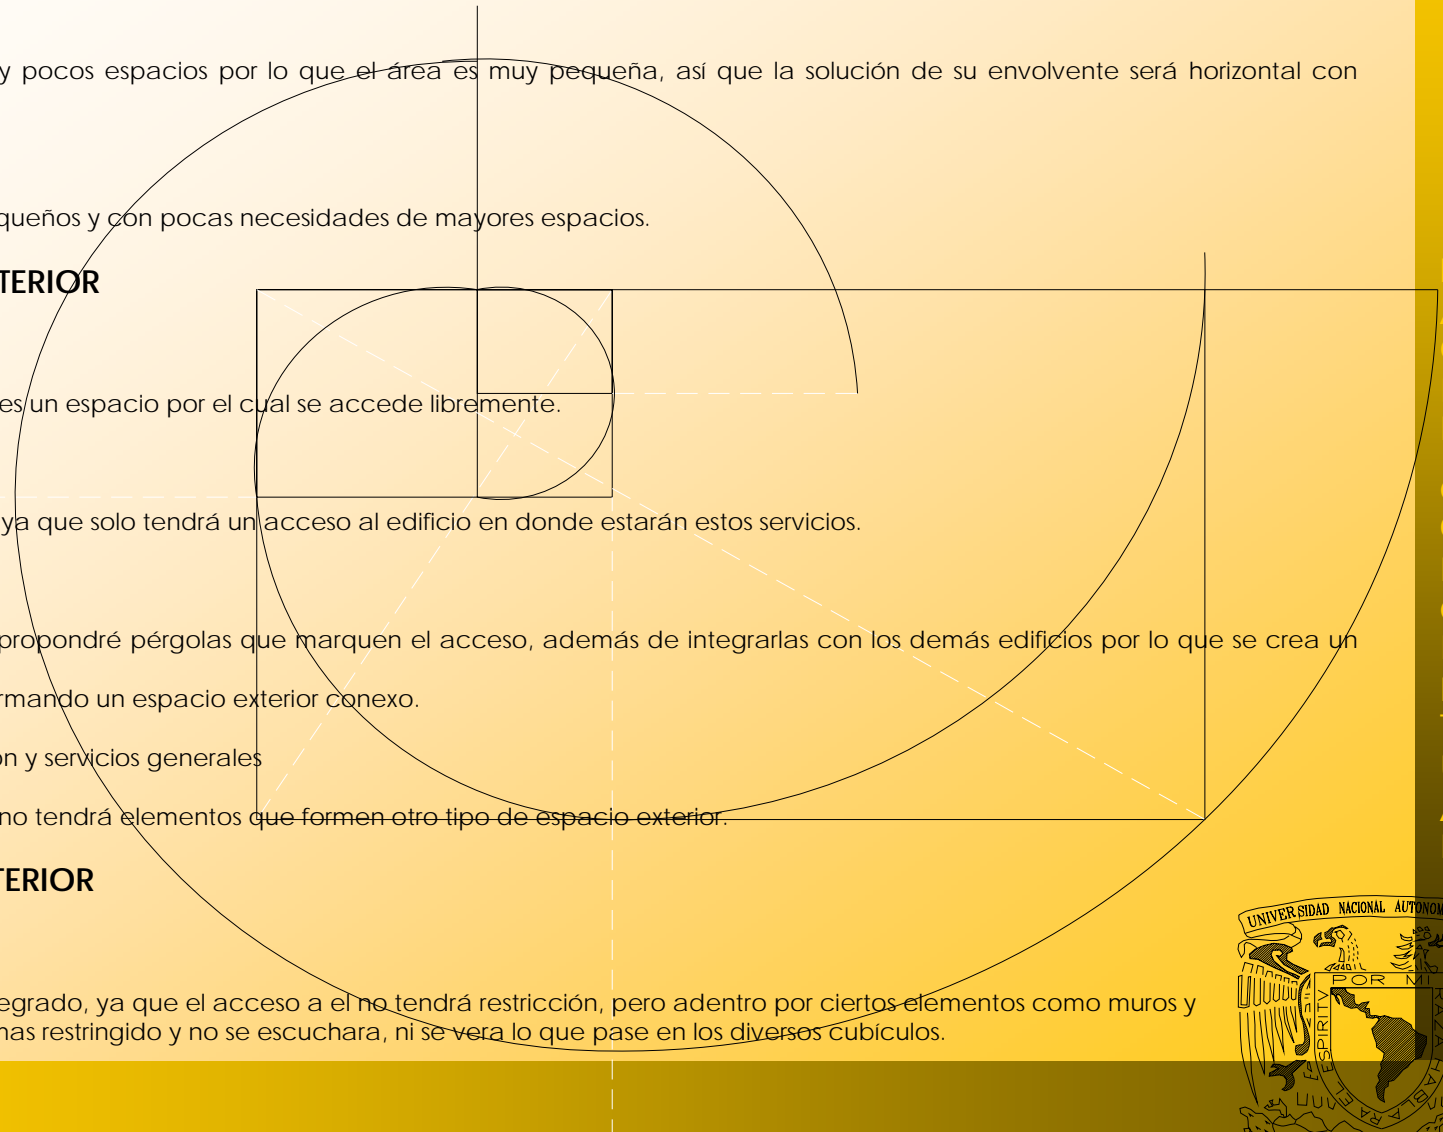 y pocos espacios por lo que el área es muy pequeña, así que la solución de su envolvente será horizontal con
queños y con pocas necesidades de mayores espacios.
TERIOR
es un espacio por el cual se accede libremente.
ya que solo tendrá un acceso al edificio en donde estarán estos servicios.
propondré pérgolas que marquen el acceso, además de integrarlas con los demás edificios por lo que se crea un
rmando un espacio exterior conexo.
on y servicios generales
no tendrá elementos que formen otro tipo de espacio exterior.
TERIOR
egrado, ya que el acceso a el no tendrá restricción, pero adentro por ciertos elementos como muros y
mas restringido y no se escuchara, ni se vera lo que pase en los diversos cubículos.
UNIVERSIDAD NACIONAL AUTONOM
POR MI
RAZA HABLARA EL
ESPIRITV